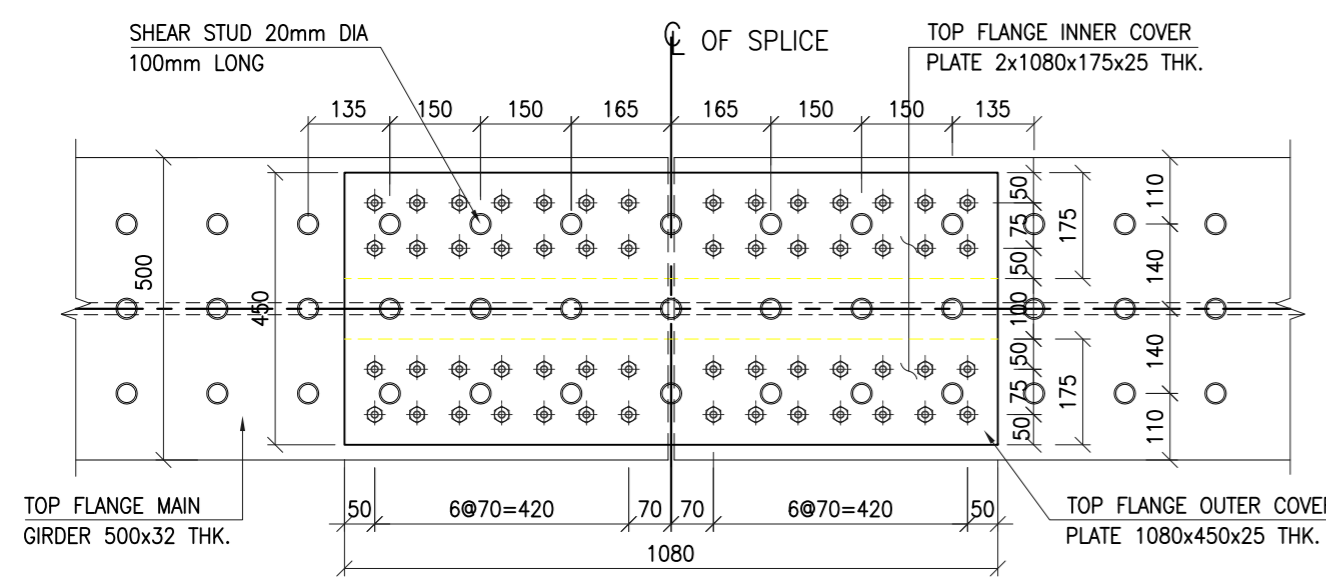 SHEAR STUD 20mm DIA
100mm LONG
℄ OF SPLICE
TOP FLANGE INNER COVER
PLATE 2x1080x175x25 THK.
135 150 150 165 165 150 150 135
500
450
50
75
50
100
50
75
50
175
175
110
140
140
110
TOP FLANGE MAIN
GIRDER 500x32 THK.
50 6@70=420 70 70 6@70=420 50
1080
TOP FLANGE OUTER COVER
PLATE 1080x450x25 THK.